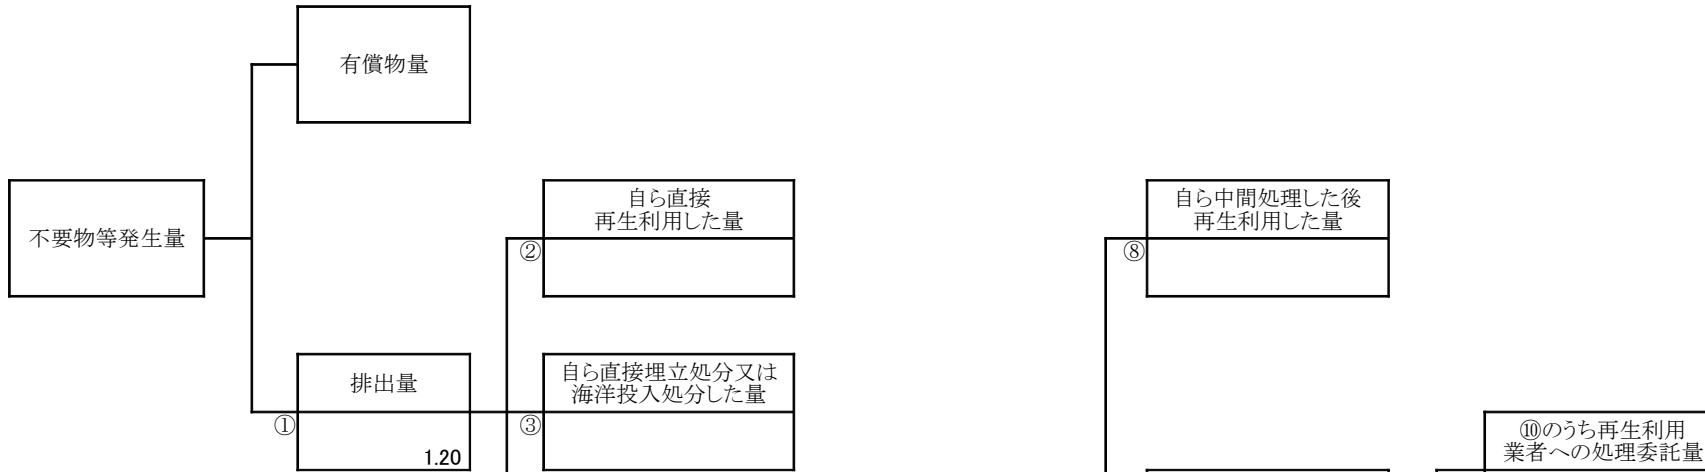 有償物量
不要物等発生量
自ら直接
再生利用した量
②
自ら中間処理した後
再生利用した量
⑧
排出量
①
1.20
自ら直接埋立処分又は
海洋投入処分した量
③
⑩のうち再生利用
業者への処理委託量